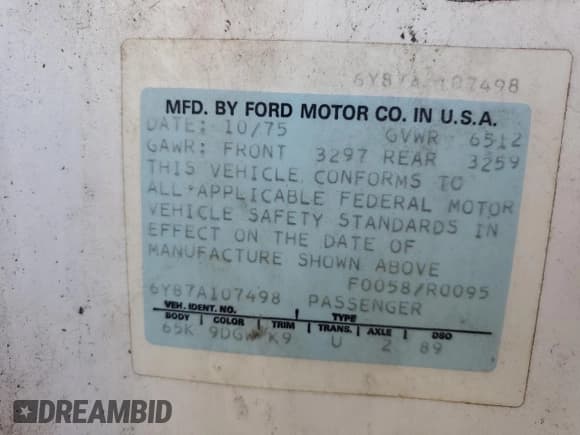 6Y87A107498
MFD. BY FORD MOTOR CO. IN U.S.A.
DATE: 10/75 GVWR 6512
GAWR: FRONT 3297 REAR 3259
THIS VEHICLE CONFORMS TO
ALL APPLICABLE FEDERAL MOTOR
VEHICLE SAFETY STANDARDS IN
EFFECT ON THE DATE OF
MANUFACTURE SHOWN ABOVE
F0058/R0095
6Y87A107498 PASSENGER
VEH. IDENT. NO. TYPE
BODY COLOR TRIM TRANS. AXLE DSO
65K 9DGW K9 U 2 89
DREAMBID